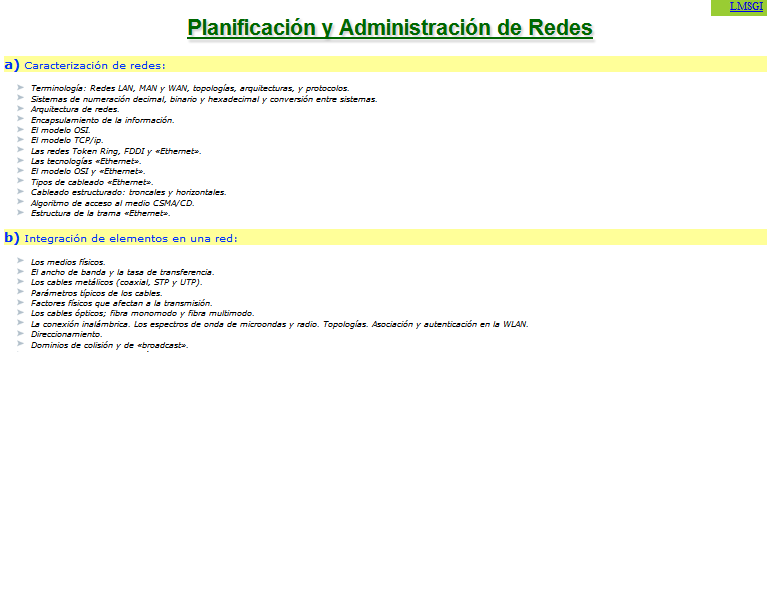 LMSGI
Planificación y Administración de Redes
a) Caracterización de redes:
Terminología: Redes LAN, MAN y WAN, topologías, arquitecturas, y protocolos.
Sistemas de numeración decimal, binario y hexadecimal y conversión entre sistemas.
Arquitectura de redes.
Encapsulamiento de la información.
El modelo OSI.
El modelo TCP/ip.
Las redes Token Ring, FDDI y «Ethernet».
Las tecnologías «Ethernet».
El modelo OSI y «Ethernet».
Tipos de cableado «Ethernet».
Cableado estructurado: troncales y horizontales.
Algoritmo de acceso al medio CSMA/CD.
Estructura de la trama «Ethernet».
b) Integración de elementos en una red:
Los medios físicos.
El ancho de banda y la tasa de transferencia.
Los cables metálicos (coaxial, STP y UTP).
Parámetros típicos de los cables.
Factores físicos que afectan a la transmisión.
Los cables ópticos; fibra monomodo y fibra multimodo.
La conexión inalámbrica. Los espectros de onda de microondas y radio. Topologías. Asociación y autenticación en la WLAN.
Direccionamiento.
Dominios de colisión y de «broadcast».